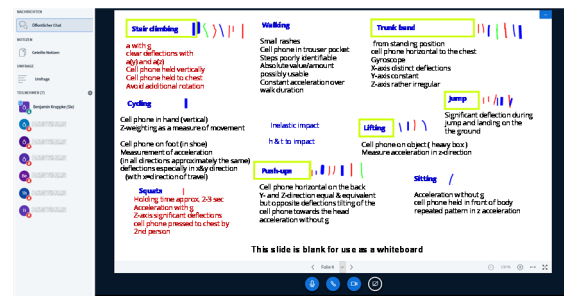 NACHRICHTEN
Öffentlicher Chat
NOTIZEN
Geteilte Notizen
UMFRAGE
Umfrage
TEILNEHMER (7)
Benjamin Knoppke (Sie)
Stair climbing
a with g
clear deflections with
a(y) and a(z)
Cell phone held vertically
Cell phone held to chest
Avoid additional rotation
Cycling
Cell phone in hand (vertical)
Z-weighting as a measure of movement
Cell phone on foot (in shoe)
Measurement of acceleration
(in all directions approximately the same)
deflections especially in x&y direction
(with x=direction of travel)
Squats
Holding time approx. 2-3 sec
Acceleration with g
Z-axis significant deflections
cell phone pressed to chest by
2nd person
Walking
Small rashes
Cell phone in trouser pocket
Steps poorly identifiable
Absolute value/amount
possibly usable
Constant acceleration over
walk duration
Inelastic impact
h & t to impact
Push-ups
Cell phone horizontal on the back
Y- and Z-direction equal & equivalent
but opposite deflections tilting of the
cell phone towards the head
acceleration without g
Trunk bend
from standing position
cell phone horizontal to the chest
Gyroscope
X-axis distinct deflections
Y-axis constant
Z-axis rather irregular
Jump
Significant deflection during
jump and landing on the
the ground
Lifting
Cell phone on object ( heavy box )
Measure acceleration in z-direction
Sitting
Acceleration without g
cell phone held in front of body
repeated pattern in z acceleration
This slide is blank for use as a whiteboard
Folie 6